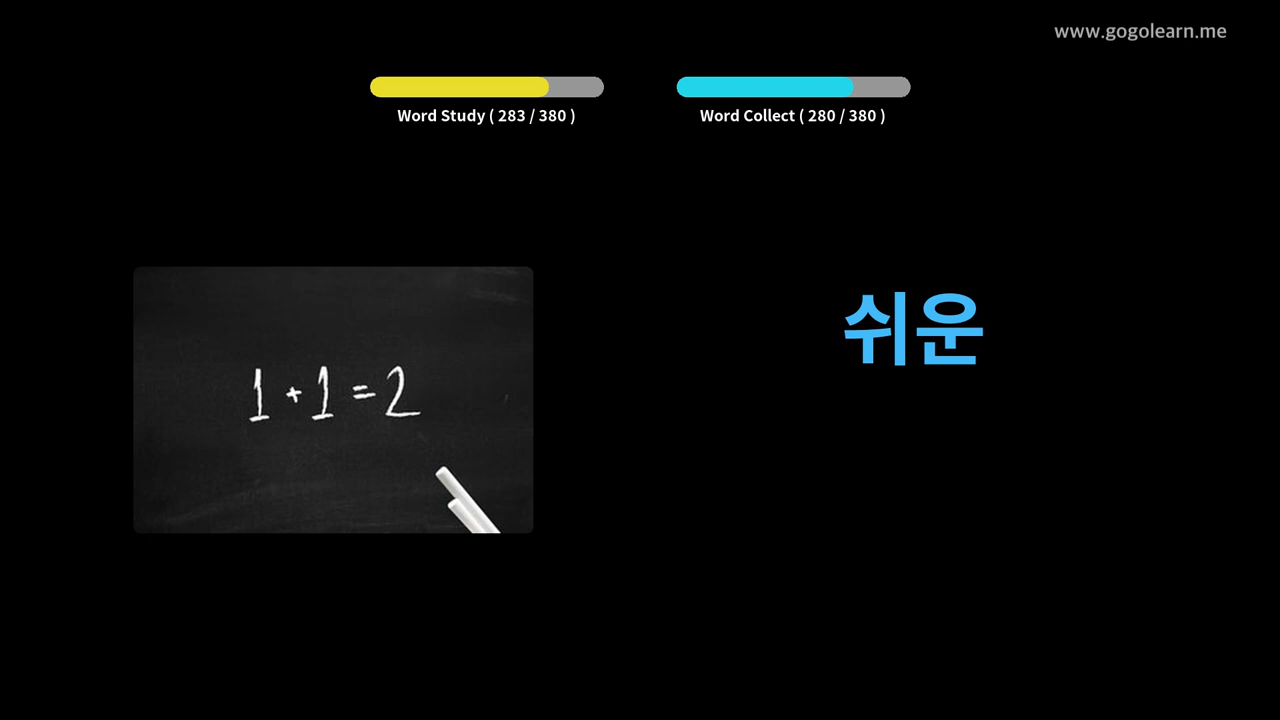 www.gogolearn.me
Word Study ( 283 / 380 )
Word Collect ( 280 / 380 )
쉬운
1 + 1 = 2